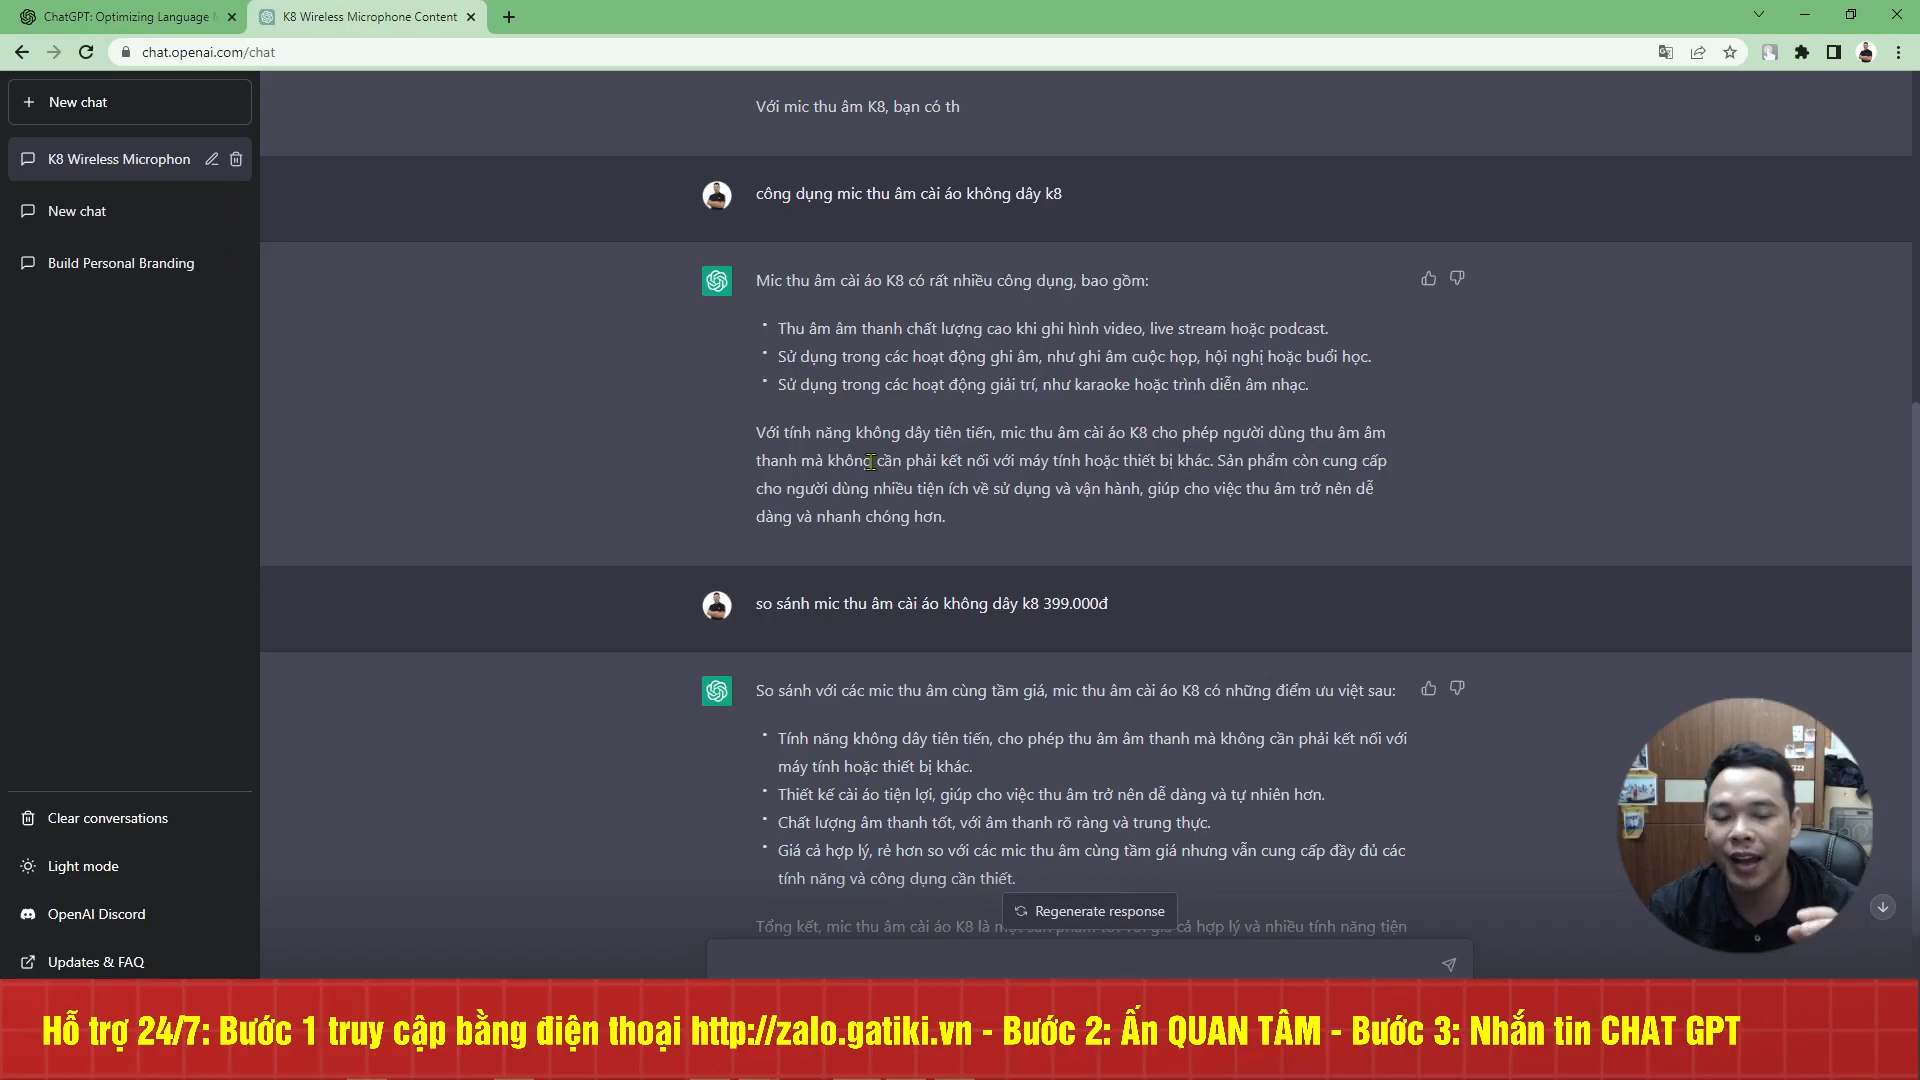 ChatGPT: Optimizing Language
K8 Wireless Microphone Content
chat.openai.com/chat
New chat
K8 Wireless Microphon
New chat
Build Personal Branding
Clear conversations
Light mode
OpenAI Discord
Updates & FAQ
Với mic thu âm K8, bạn có th
công dụng mic thu âm cài áo không dây k8
Mic thu âm cài áo K8 có rất nhiều công dụng, bao gồm:
Thu âm âm thanh chất lượng cao khi ghi hình video, live stream hoặc podcast.
Sử dụng trong các hoạt động ghi âm, như ghi âm cuộc họp, hội nghị hoặc buổi học.
Sử dụng trong các hoạt động giải trí, như karaoke hoặc trình diễn âm nhạc.
Với tính năng không dây tiên tiến, mic thu âm cài áo K8 cho phép người dùng thu âm âm
thanh mà không cần phải kết nối với máy tính hoặc thiết bị khác. Sản phẩm còn cung cấp
cho người dùng nhiều tiện ích về sử dụng và vận hành, giúp cho việc thu âm trở nên dễ
dàng và nhanh chóng hơn.
so sánh mic thu âm cài áo không dây k8 399.000đ
So sánh với các mic thu âm cùng tầm giá, mic thu âm cài áo K8 có những điểm ưu việt sau:
Tính năng không dây tiên tiến, cho phép thu âm âm thanh mà không cần phải kết nối với
máy tính hoặc thiết bị khác.
Thiết kế cài áo tiện lợi, giúp cho việc thu âm trở nên dễ dàng và tự nhiên hơn.
Chất lượng âm thanh tốt, với âm thanh rõ ràng và trung thực.
Giá cả hợp lý, rẻ hơn so với các mic thu âm cùng tầm giá nhưng vẫn cung cấp đầy đủ các
tính năng và công dụng cần thiết.
Regenerate response
Tổng kết, mic thu âm cài áo K8 là giá cả hợp lý và nhiều tính năng tiện
Hỗ trợ 24/7: Bước 1 truy cập bằng điện thoại http://zalo.gatiki.vn - Bước 2: Ấn QUAN TÂM - Bước 3: Nhắn tin CHAT GPT